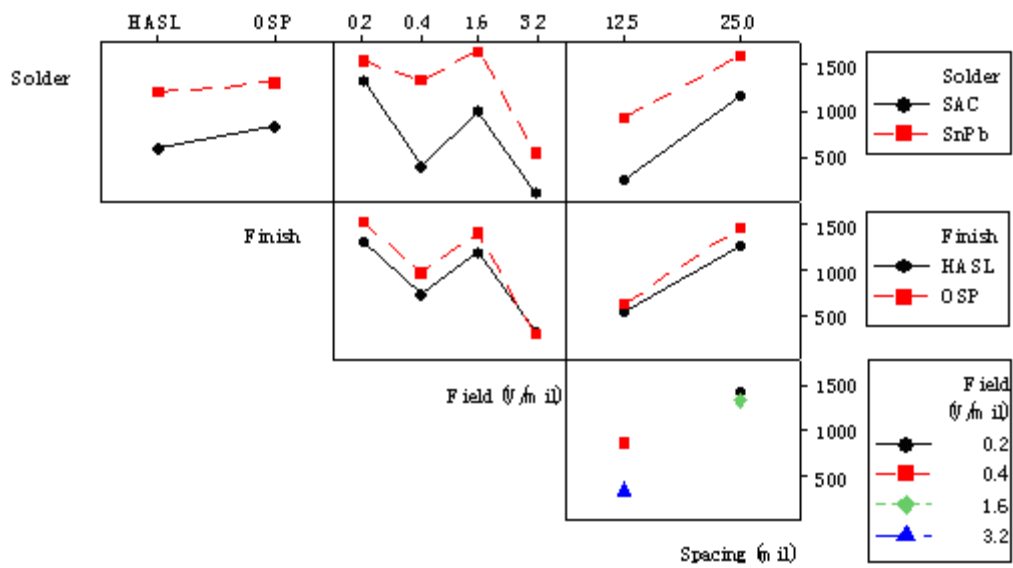 HASL OSP 0.2 0.4 1.6 3.2 12.5 25.0
Solder
1500
1000
500
Solder
SAC
SnPb
Finish
1500
1000
500
Finish
HASL
OSP
Field (V/mil)
1500
1000
500
Field
(V/mil)
0.2
0.4
1.6
3.2
Spacing (mil)